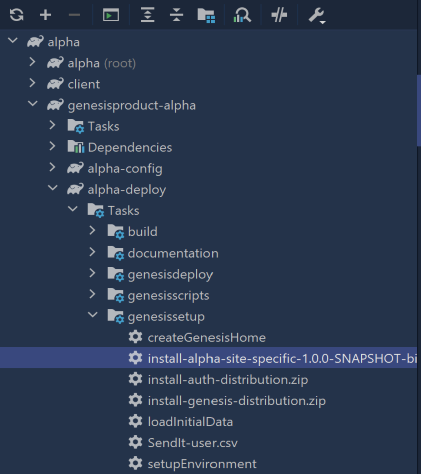 alpha
alpha (root)
client
genesisproduct-alpha
Tasks
Dependencies
alpha-config
alpha-deploy
Tasks
build
documentation
genesisdeploy
genesisscripts
genesissetup
createGenesisHome
install-alpha-site-specific-1.0.0-SNAPSHOT-bi
install-auth-distribution.zip
install-genesis-distribution.zip
loadInitialData
SendIt-user.csv
setupEnvironment